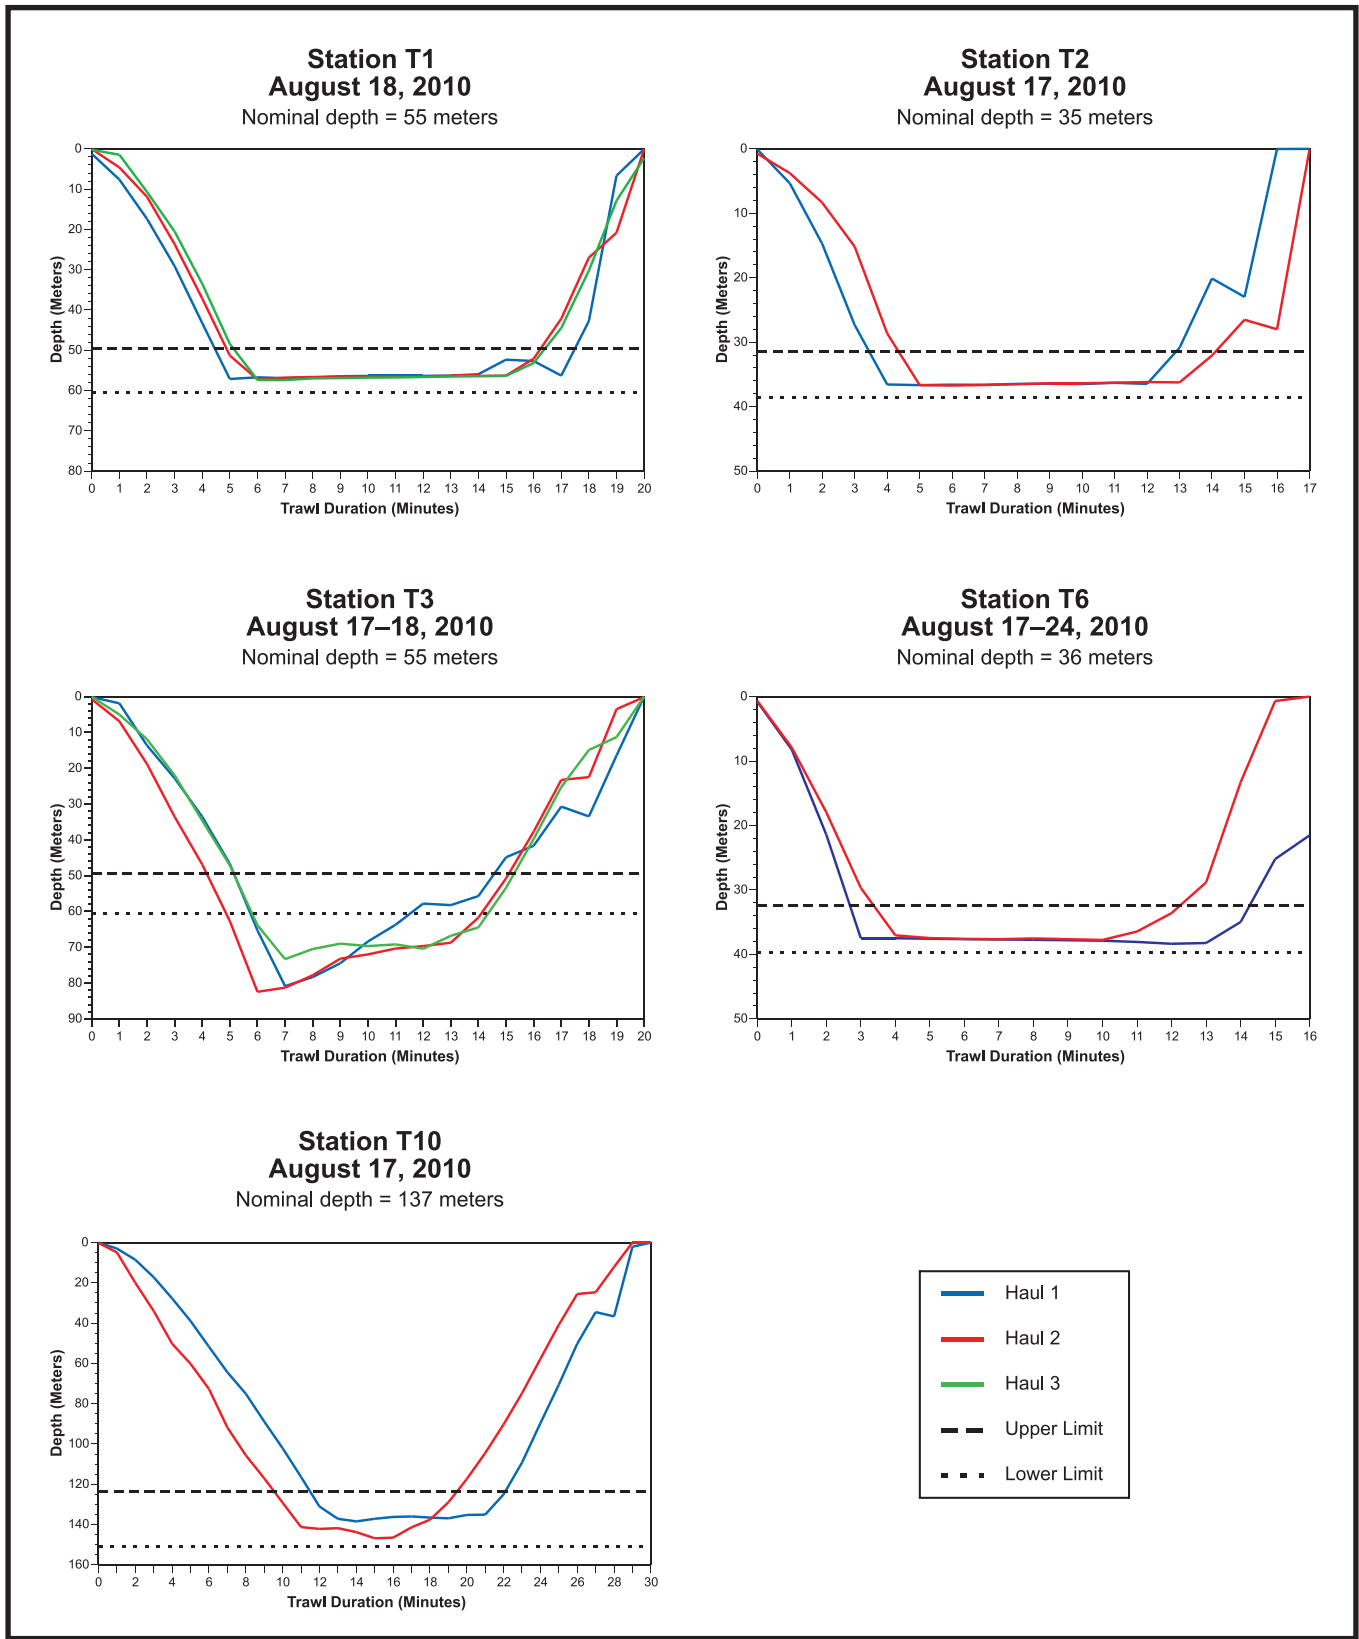 Station T1
August 18, 2010
Nominal depth = 55 meters
Depth (Meters)
0
10
20
30
40
50
60
70
80
0 1 2 3 4 5 6 7 8 9 10 11 12 13 14 15 16 17 18 19 20
Trawl Duration (Minutes)
Station T2
August 17, 2010
Nominal depth = 35 meters
Depth (Meters)
0
10
20
30
40
50
0 1 2 3 4 5 6 7 8 9 10 11 12 13 14 15 16 17
Trawl Duration (Minutes)
Station T3
August 17–18, 2010
Nominal depth = 55 meters
Depth (Meters)
0
10
20
30
40
50
60
70
80
90
0 1 2 3 4 5 6 7 8 9 10 11 12 13 14 15 16 17 18 19 20
Trawl Duration (Minutes)
Station T6
August 17–24, 2010
Nominal depth = 36 meters
Depth (Meters)
0
10
20
30
40
50
0 1 2 3 4 5 6 7 8 9 10 11 12 13 14 15 16
Trawl Duration (Minutes)
Station T10
August 17, 2010
Nominal depth = 137 meters
Depth (Meters)
0
20
40
60
80
100
120
140
160
0 2 4 6 8 10 12 14 16 18 20 22 24 26 28 30
Trawl Duration (Minutes)
Haul 1
Haul 2
Haul 3
Upper Limit
Lower Limit